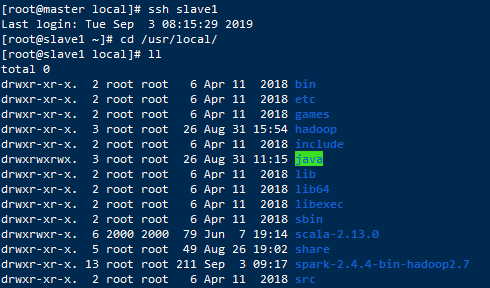 [root@master local]# ssh slave1
Last login: Tue Sep  3 08:15:29 2019
[root@slave1 ~]# cd /usr/local/
[root@slave1 local]# ll
total 0
drwxr-xr-x.  2 root root   6 Apr 11  2018 bin
drwxr-xr-x.  2 root root   6 Apr 11  2018 etc
drwxr-xr-x.  2 root root   6 Apr 11  2018 games
drwxr-xr-x.  3 root root  26 Aug 31 15:54 hadoop
drwxr-xr-x.  2 root root   6 Apr 11  2018 include
drwxrwxrwx.  3 root root  26 Aug 31 11:15 java
drwxr-xr-x.  2 root root   6 Apr 11  2018 lib
drwxr-xr-x.  2 root root   6 Apr 11  2018 lib64
drwxr-xr-x.  2 root root   6 Apr 11  2018 libexec
drwxr-xr-x.  2 root root   6 Apr 11  2018 sbin
drwxrwxr-x.  6 2000 2000  79 Jun  7 19:14 scala-2.13.0
drwxr-xr-x.  5 root root  49 Aug 26 19:02 share
drwxr-xr-x. 13 root root 211 Sep  3 09:17 spark-2.4.4-bin-hadoop2.7
drwxr-xr-x.  2 root root   6 Apr 11  2018 src